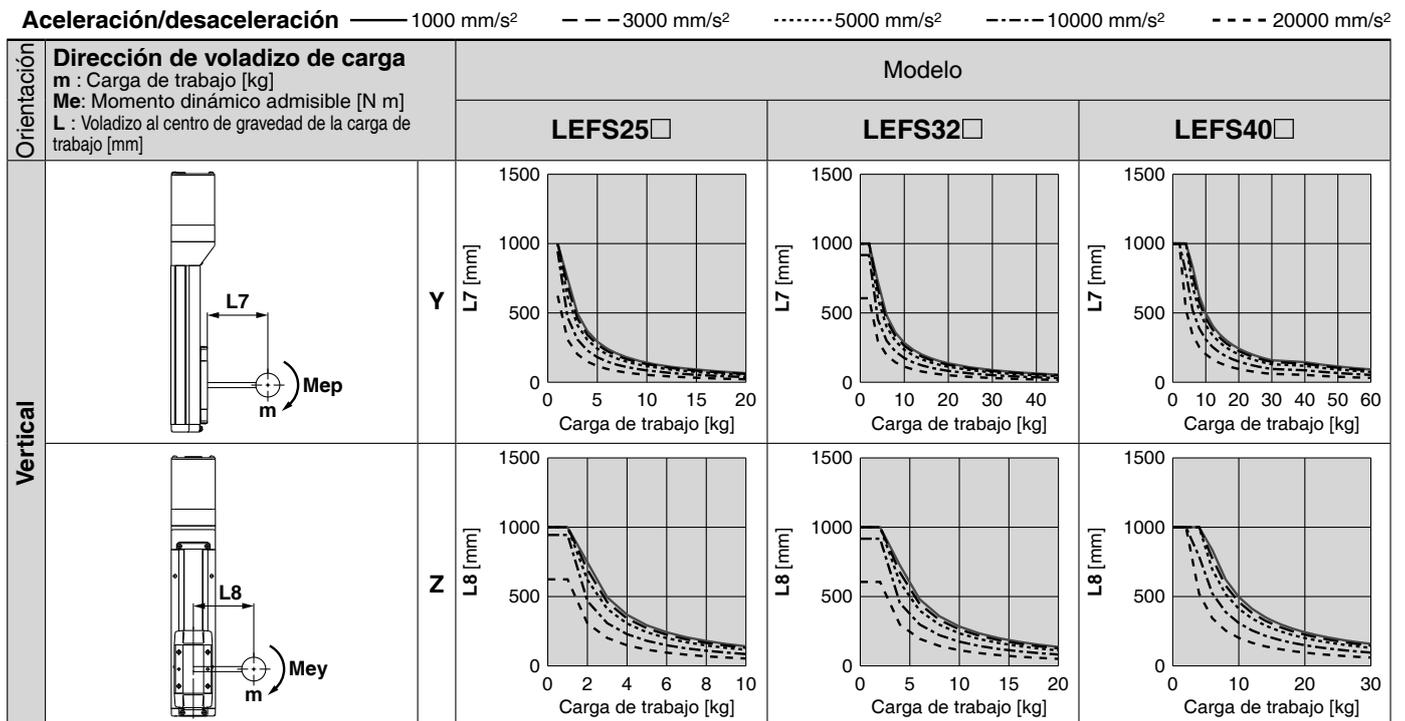 Aceleración/desaceleración 1000 mm/s² 3000 mm/s² 5000 mm/s² 10000 mm/s² 20000 mm/s²
Orientación
Dirección de voladizo de carga
m : Carga de trabajo [kg]
Me: Momento dinámico admisible [N m]
L : Voladizo al centro de gravedad de la carga de
trabajo [mm]
Modelo
LEFS25□ LEFS32□ LEFS40□
Vertical
L7
Mep
m
Y
L7 [mm]
1500
1000
500
0
0 5 10 15 20
Carga de trabajo [kg]
L7 [mm]
1500
1000
500
0
0 10 20 30 40
Carga de trabajo [kg]
L7 [mm]
1500
1000
500
0
0 10 20 30 40 50 60
Carga de trabajo [kg]
L8
Mey
m
Z
L8 [mm]
1500
1000
500
0
0 2 4 6 8 10
Carga de trabajo [kg]
L8 [mm]
1500
1000
500
0
0 5 10 15 20
Carga de trabajo [kg]
L8 [mm]
1500
1000
500
0
0 10 20 30
Carga de trabajo [kg]